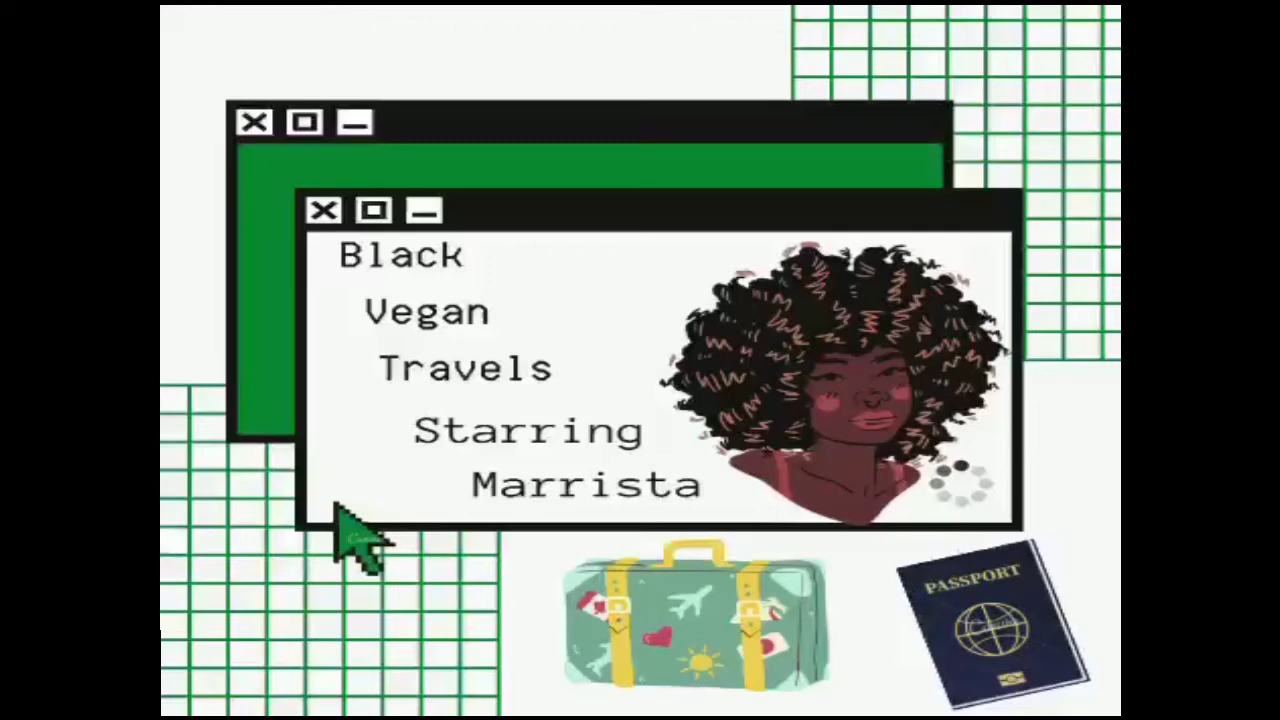 Black
Vegan
Travels
Starring
Marrista
PASSPORT